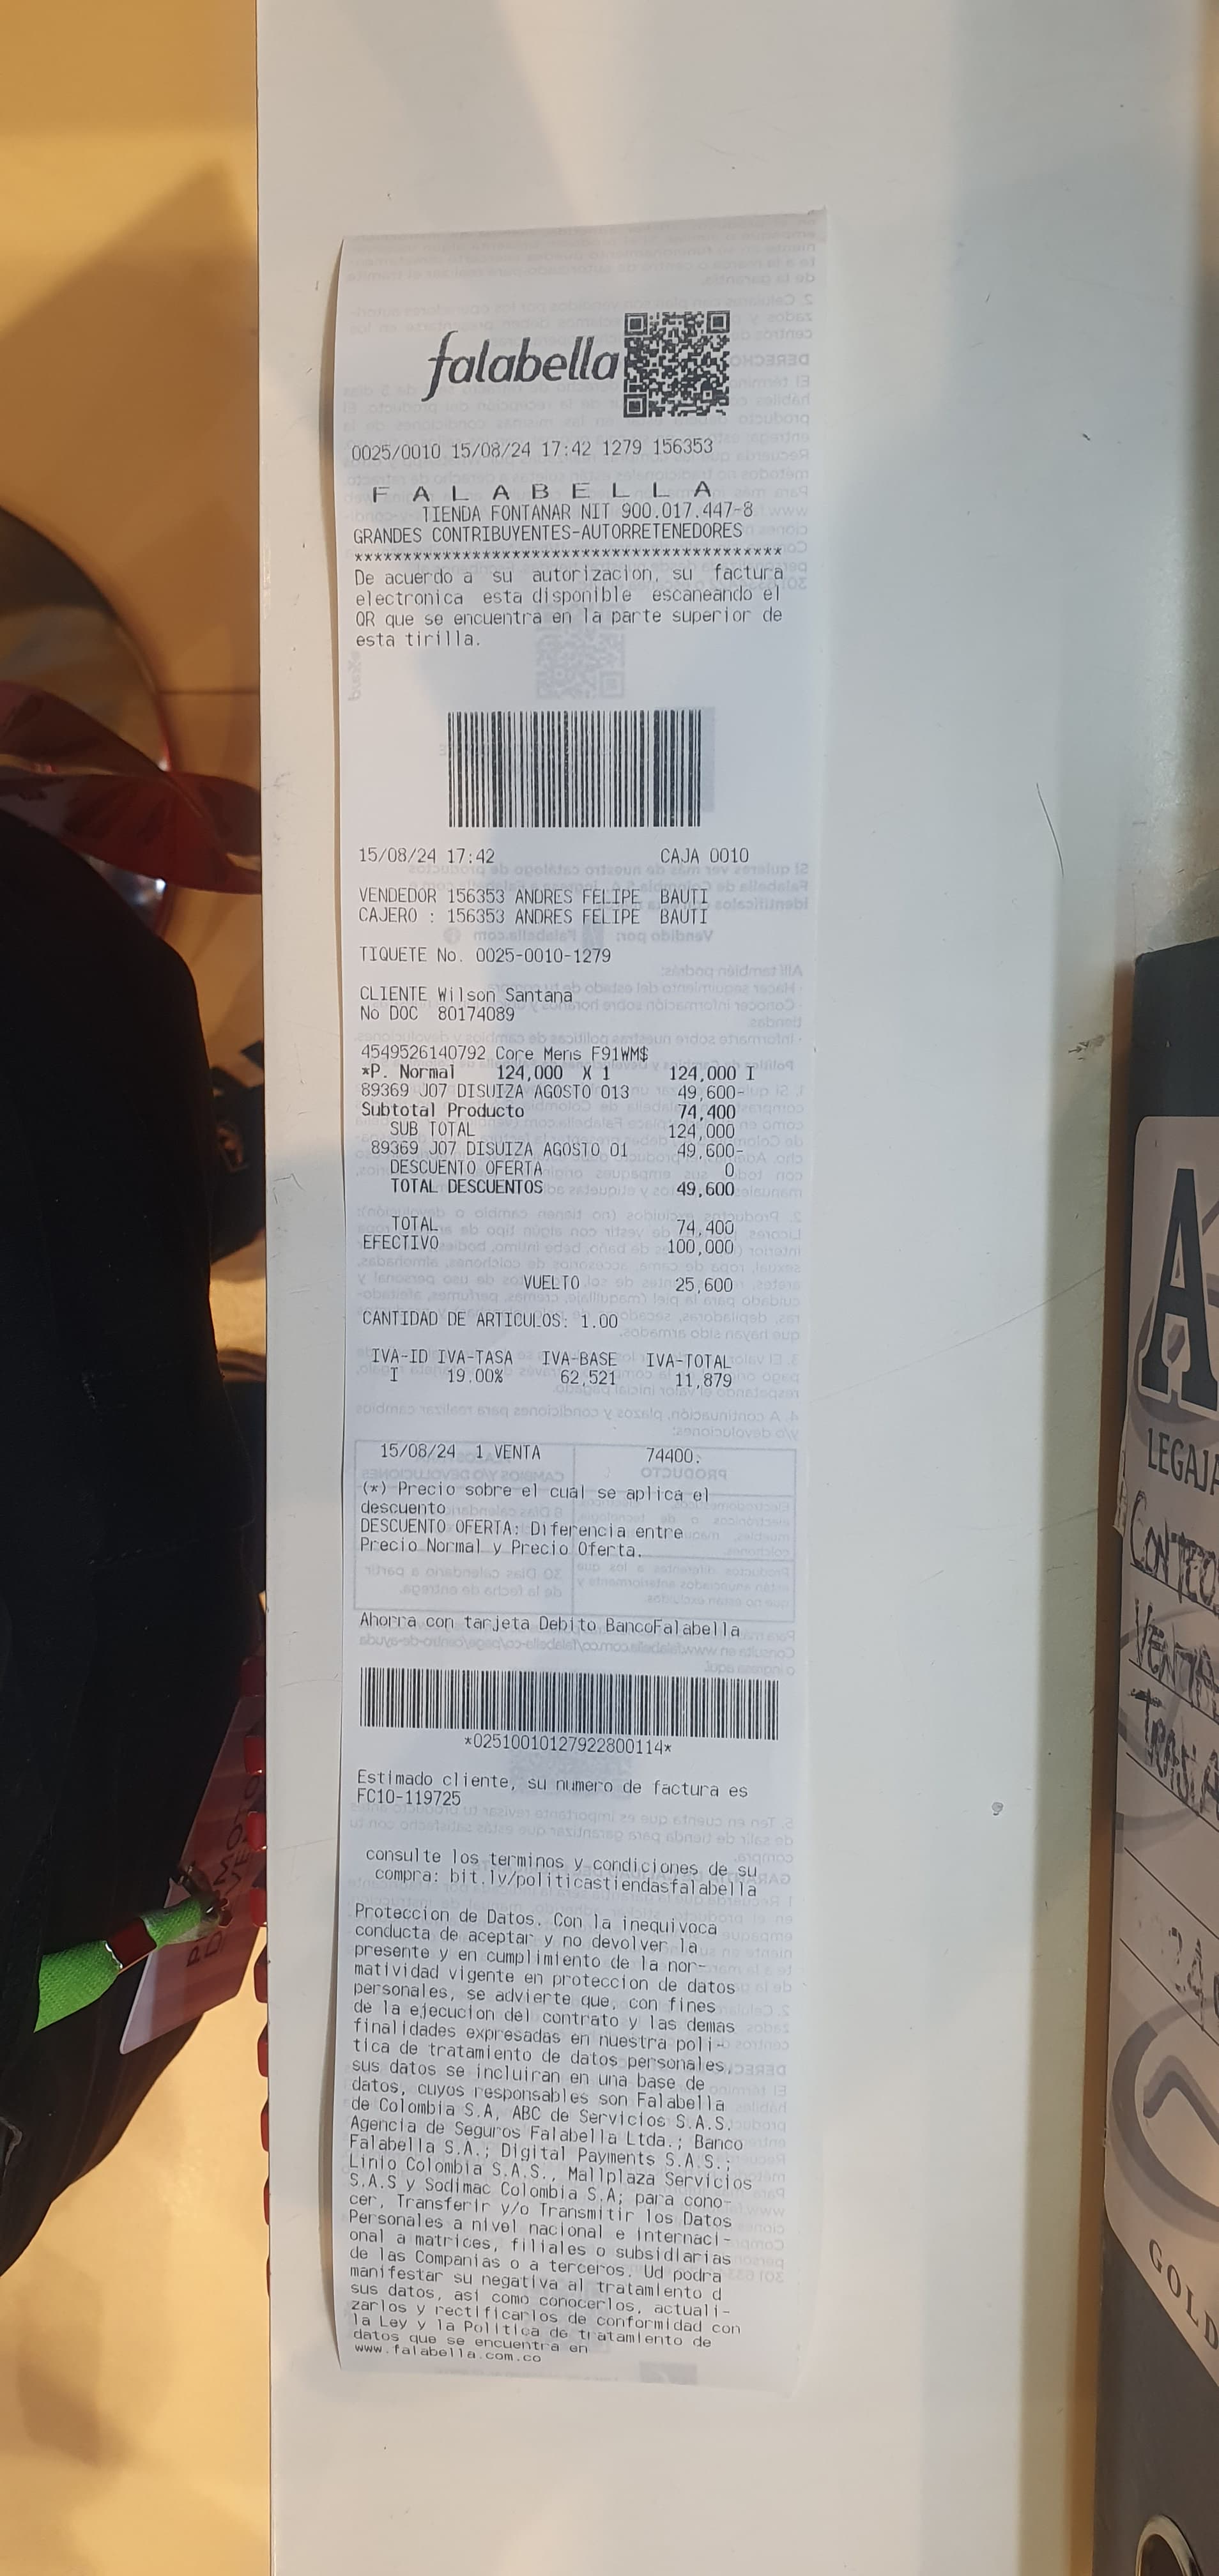 falabella
0025/0010 15/08/24 17:42 1279 156353
F A L A B E L L A
TIENDA FONTANAR NIT 900.017.447-8
GRANDES CONTRIBUYENTES-AUTORRETENEDORES
******************************************
De acuerdo a su autorizacion, su factura
electronica esta disponible escaneando el
QR que se encuentra en la parte superior de
esta tirilla.
15/08/24 17:42 CAJA 0010
VENDEDOR 156353 ANDRES FELIPE BAUTI
CAJERO : 156353 ANDRES FELIPE BAUTI
TIQUETE No. 0025-0010-1279
CLIENTE Wilson Santana
No DOC 80174089
4549526140792 Core Mens F91WM$
*P. Normal 124,000 X 1 124,000 I
89369 J07 DISUIZA AGOSTO 013 49,600-
Subtotal Producto 74,400
SUB TOTAL 124,000
89369 J07 DISUIZA AGOSTO 01 49,600-
DESCUENTO OFERTA 0
TOTAL DESCUENTOS 49,600
TOTAL 74,400
EFECTIVO 100,000
VUELTO 25,600
CANTIDAD DE ARTICULOS: 1.00
IVA-ID IVA-TASA IVA-BASE IVA-TOTAL
I 19.00% 62,521 11,879
15/08/24 1 VENTA 74400.
(*) Precio sobre el cual se aplica el
descuento
DESCUENTO OFERTA: Diferencia entre
Precio Normal y Precio Oferta.
Ahorra con tarjeta Debito BancoFalabella
*02510010127922800114*
Estimado cliente, su numero de factura es
FC10-119725
consulte los terminos y condiciones de su
compra: bit.ly/politicastiendasfalabella
Proteccion de Datos. Con la inequivoca
conducta de aceptar y no devolver la
presente y en cumplimiento de la nor-
matividad vigente en proteccion de datos
personales, se advierte que, con fines
de la ejecucion del contrato y las demas
finalidades expresadas en nuestra poli-
tica de tratamiento de datos personales,
sus datos se incluiran en una base de
datos, cuyos responsables son Falabella
de Colombia S.A, ABC de Servicios S.A.S.
Agencia de Seguros Falabella Ltda.; Banco
Falabella S.A.; Digital Payments S.A.S.;
Linio Colombia S.A.S., Mallplaza Servicios
S.A.S y Sodimac Colombia S.A; para cono-
cer, Transferir y/o Transmitir los Datos
Personales a nivel nacional e internaci-
onal a matrices, filiales o subsidiarias
de las Companias o a terceros. Ud podra
manifestar su negativa al tratamiento d
sus datos, asi como conocerlos, actuali-
zarlos y rectificarlos de conformidad con
la Ley y la Politica de tratamiento de
datos que se encuentra en
www.falabella.com.co
A
LEGAJA
GOLD